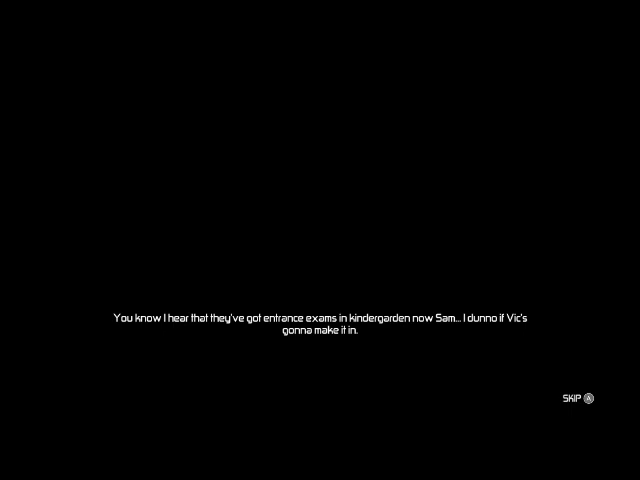 You know I hear that they've got entrance exams in kindergarden now Sam... I dunno if Vic's
gonna make it in.
SKIP A